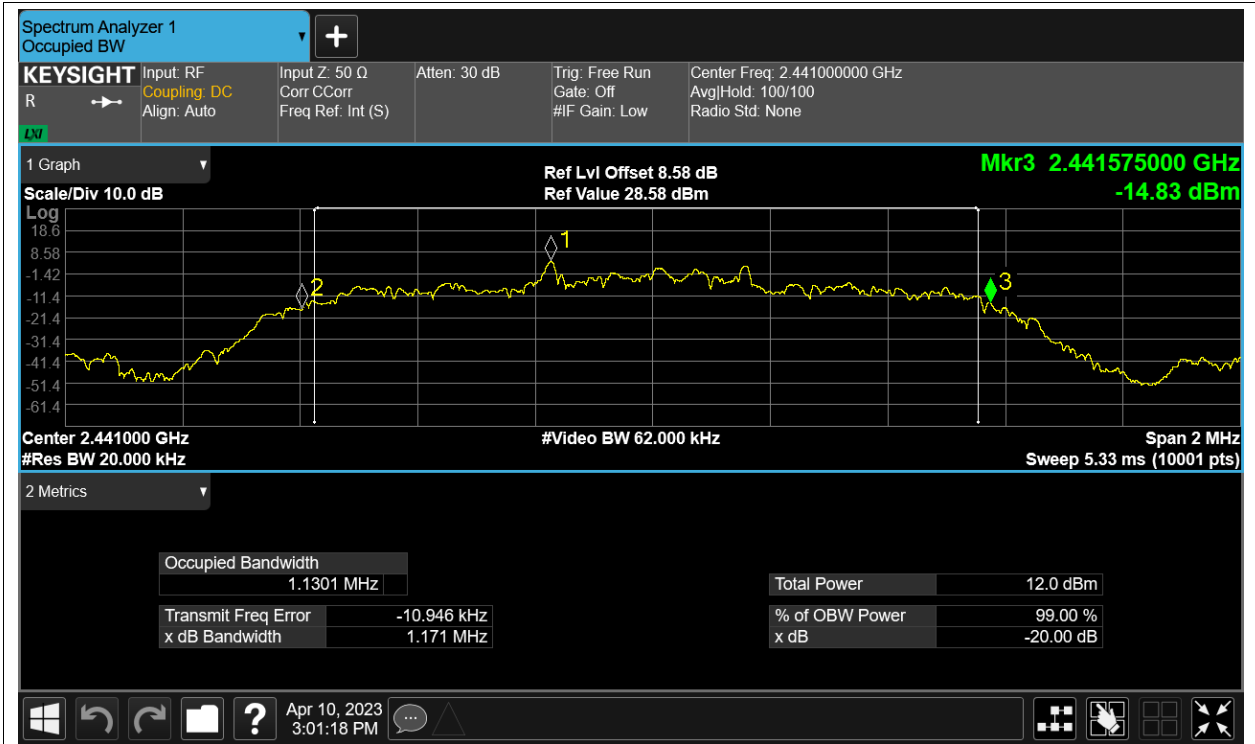 Spectrum Analyzer 1
Occupied BW
KEYSIGHT
R
LXI
Input: RF
Coupling: DC
Align: Auto
Input Z: 50 Ω
Corr CCorr
Freq Ref: Int (S)
Atten: 30 dB
Trig: Free Run
Gate: Off
#IF Gain: Low
Center Freq: 2.441000000 GHz
Avg|Hold: 100/100
Radio Std: None
1 Graph
Scale/Div 10.0 dB
Ref Lvl Offset 8.58 dB
Ref Value 28.58 dBm
Mkr3 2.441575000 GHz
-14.83 dBm
Log
18.6
8.58
-1.42
-11.4
-21.4
-31.4
-41.4
-51.4
-61.4
1
2
3
Center 2.441000 GHz
#Video BW 62.000 kHz
Span 2 MHz
#Res BW 20.000 kHz
Sweep 5.33 ms (10001 pts)
2 Metrics
Occupied Bandwidth
1.1301 MHz
Transmit Freq Error -10.946 kHz
x dB Bandwidth 1.171 MHz
Total Power 12.0 dBm
% of OBW Power 99.00 %
x dB -20.00 dB
?
Apr 10, 2023
3:01:18 PM